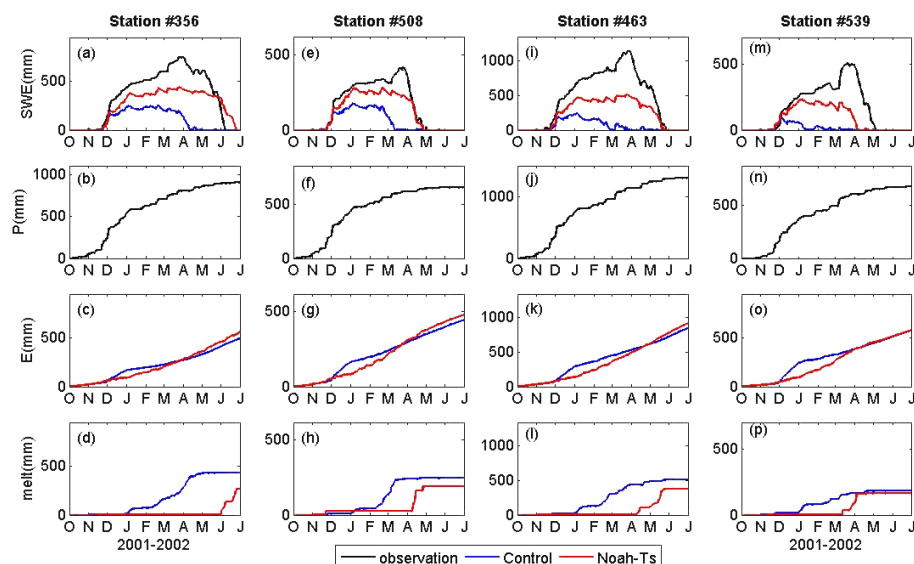 Station #356 Station #508 Station #463 Station #539
SWE(mm)
500
0
(a)
O N D J F M A M J
500
0
(e)
O N D J F M A M J
1000
500
0
(i)
O N D J F M A M J
500
0
(m)
O N D J F M A M J
P(mm)
1000
500
0
(b)
O N D J F M A M J
500
0
(f)
O N D J F M A M J
1000
0
(j)
O N D J F M A M J
500
0
(n)
O N D J F M A M J
E(mm)
500
0
(c)
O N D J F M A M J
500
0
(g)
O N D J F M A M J
1000
500
0
(k)
O N D J F M A M J
500
0
(o)
O N D J F M A M J
melt(mm)
500
0
(d)
O N D J F M A M J
500
0
(h)
O N D J F M A M J
1000
500
0
(l)
O N D J F M A M J
500
0
(p)
O N D J F M A M J
2001-2002
observation Control Noah-Ts
2001-2002